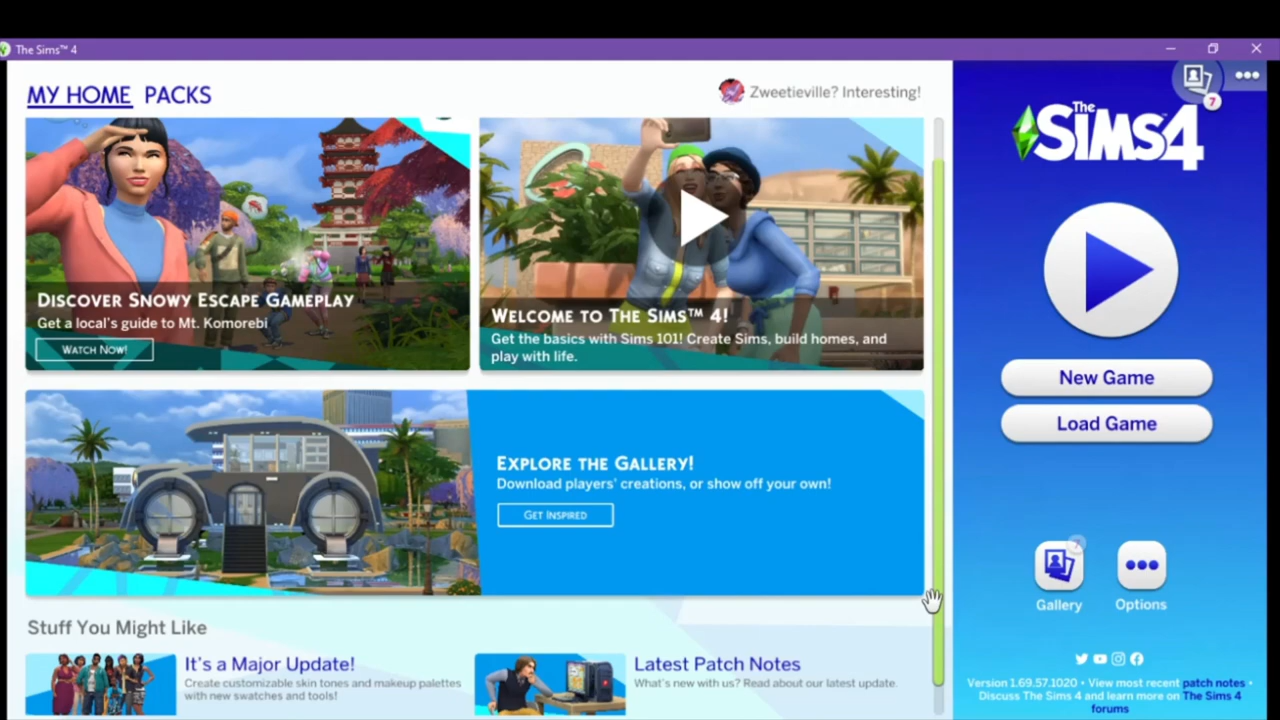 The Sims™ 4
MY HOME PACKS
Zweetieville? Interesting!
7
The SIMS 4
DISCOVER SNOWY ESCAPE GAMEPLAY
Get a local's guide to Mt. Komorebi
WATCH NOW!
WELCOME TO THE SIMS™ 4!
Get the basics with Sims 101! Create Sims, build homes, and
play with life.
New Game
Load Game
EXPLORE THE GALLERY!
Download players' creations, or show off your own!
GET INSPIRED
Gallery
Options
Stuff You Might Like
It's a Major Update!
Create customizable skin tones and makeup palettes
with new swatches and tools!
Latest Patch Notes
What's new with us? Read about our latest update.
Version 1.69.57.1020 • View most recent patch notes •
Discuss The Sims 4 and learn more on The Sims 4
forums